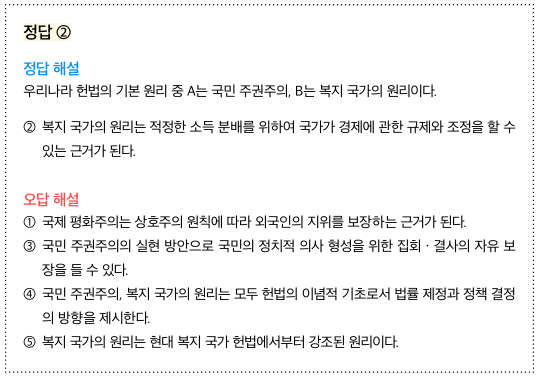 정답 ②
정답 해설
우리나라 헌법의 기본 원리 중 A는 국민 주권주의, B는 복지 국가의 원리이다.
② 복지 국가의 원리는 적정한 소득 분배를 위하여 국가가 경제에 관한 규제와 조정을 할 수
있는 근거가 된다.
오답 해설
① 국제 평화주의는 상호주의 원칙에 따라 외국인의 지위를 보장하는 근거가 된다.
③ 국민 주권주의의 실현 방안으로 국민의 정치적 의사 형성을 위한 집회 · 결사의 자유 보
장을 들 수 있다.
④ 국민 주권주의, 복지 국가의 원리는 모두 헌법의 이념적 기초로서 법률 제정과 정책 결정
의 방향을 제시한다.
⑤ 복지 국가의 원리는 현대 복지 국가 헌법에서부터 강조된 원리이다.